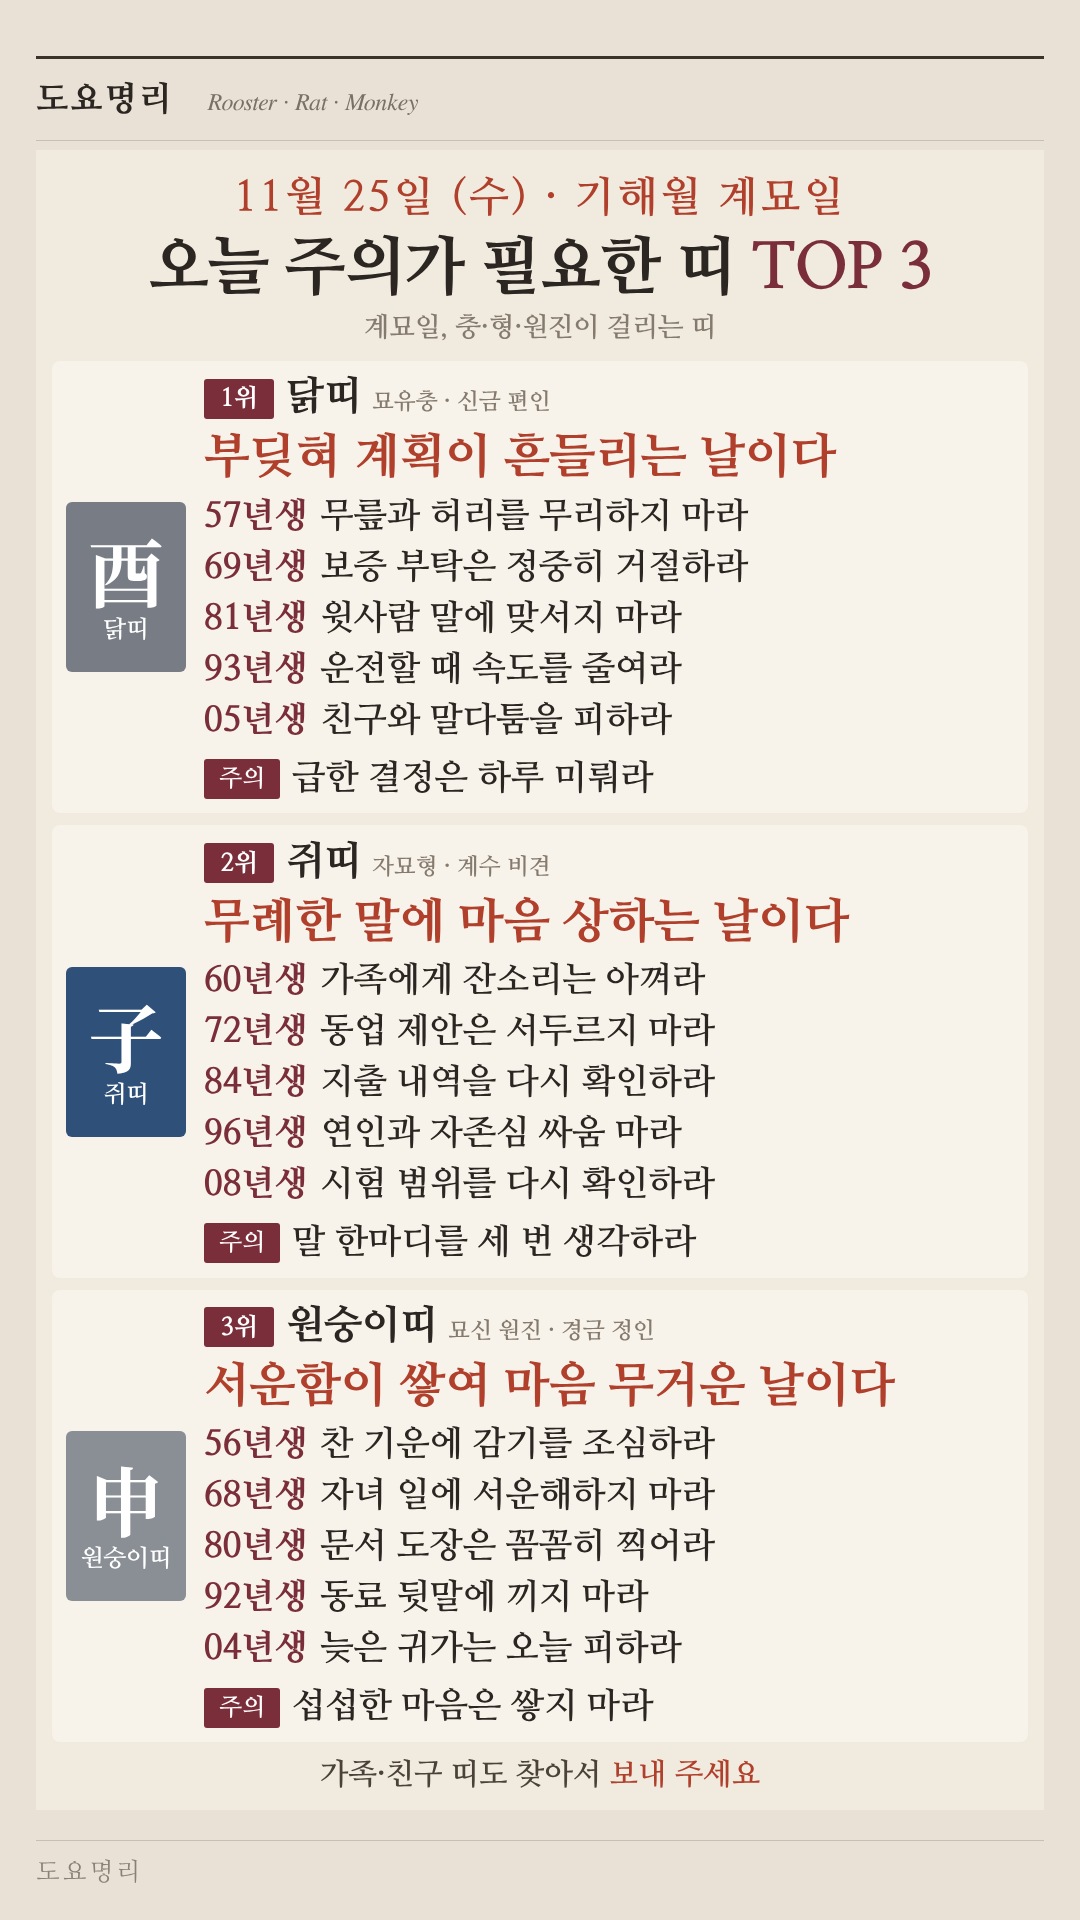 도요명리 Rooster · Rat · Monkey
11월 25일 (수) · 기해월 계묘일
오늘 주의가 필요한 띠 TOP 3
계묘일, 충·형·원진이 걸리는 띠
1위 닭띠 묘유충 · 신금 편인
부딪혀 계획이 흔들리는 날이다
57년생 무릎과 허리를 무리하지 마라
69년생 보증 부탁은 정중히 거절하라
81년생 윗사람 말에 맞서지 마라
93년생 운전할 때 속도를 줄여라
05년생 친구와 말다툼을 피하라
주의 급한 결정은 하루 미뤄라
酉
닭띠
2위 쥐띠 자묘형 · 계수 비견
무례한 말에 마음 상하는 날이다
60년생 가족에게 잔소리는 아껴라
72년생 동업 제안은 서두르지 마라
84년생 지출 내역을 다시 확인하라
96년생 연인과 자존심 싸움 마라
08년생 시험 범위를 다시 확인하라
주의 말 한마디를 세 번 생각하라
子
쥐띠
3위 원숭이띠 묘신 원진 · 경금 정인
서운함이 쌓여 마음 무거운 날이다
56년생 찬 기운에 감기를 조심하라
68년생 자녀 일에 서운해하지 마라
80년생 문서 도장은 꼼꼼히 찍어라
92년생 동료 뒷말에 끼지 마라
04년생 늦은 귀가는 오늘 피하라
주의 섭섭한 마음은 쌓지 마라
申
원숭이띠
가족·친구 띠도 찾아서 보내 주세요
도요명리